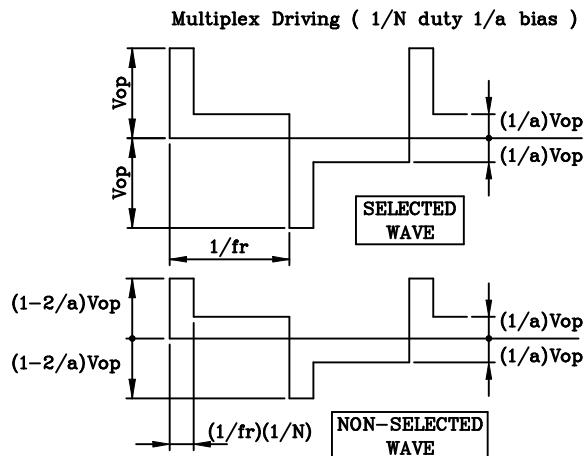 Multiplex Driving ( 1/N duty 1/a bias )
Vop
(1/a)Vop
Vop
(1/a)Vop
SELECTED
WAVE
1/fr
(1-2/a)Vop
(1/a)Vop
(1-2/a)Vop
(1/a)Vop
(1/fr)(1/N)
NON-SELECTED
WAVE